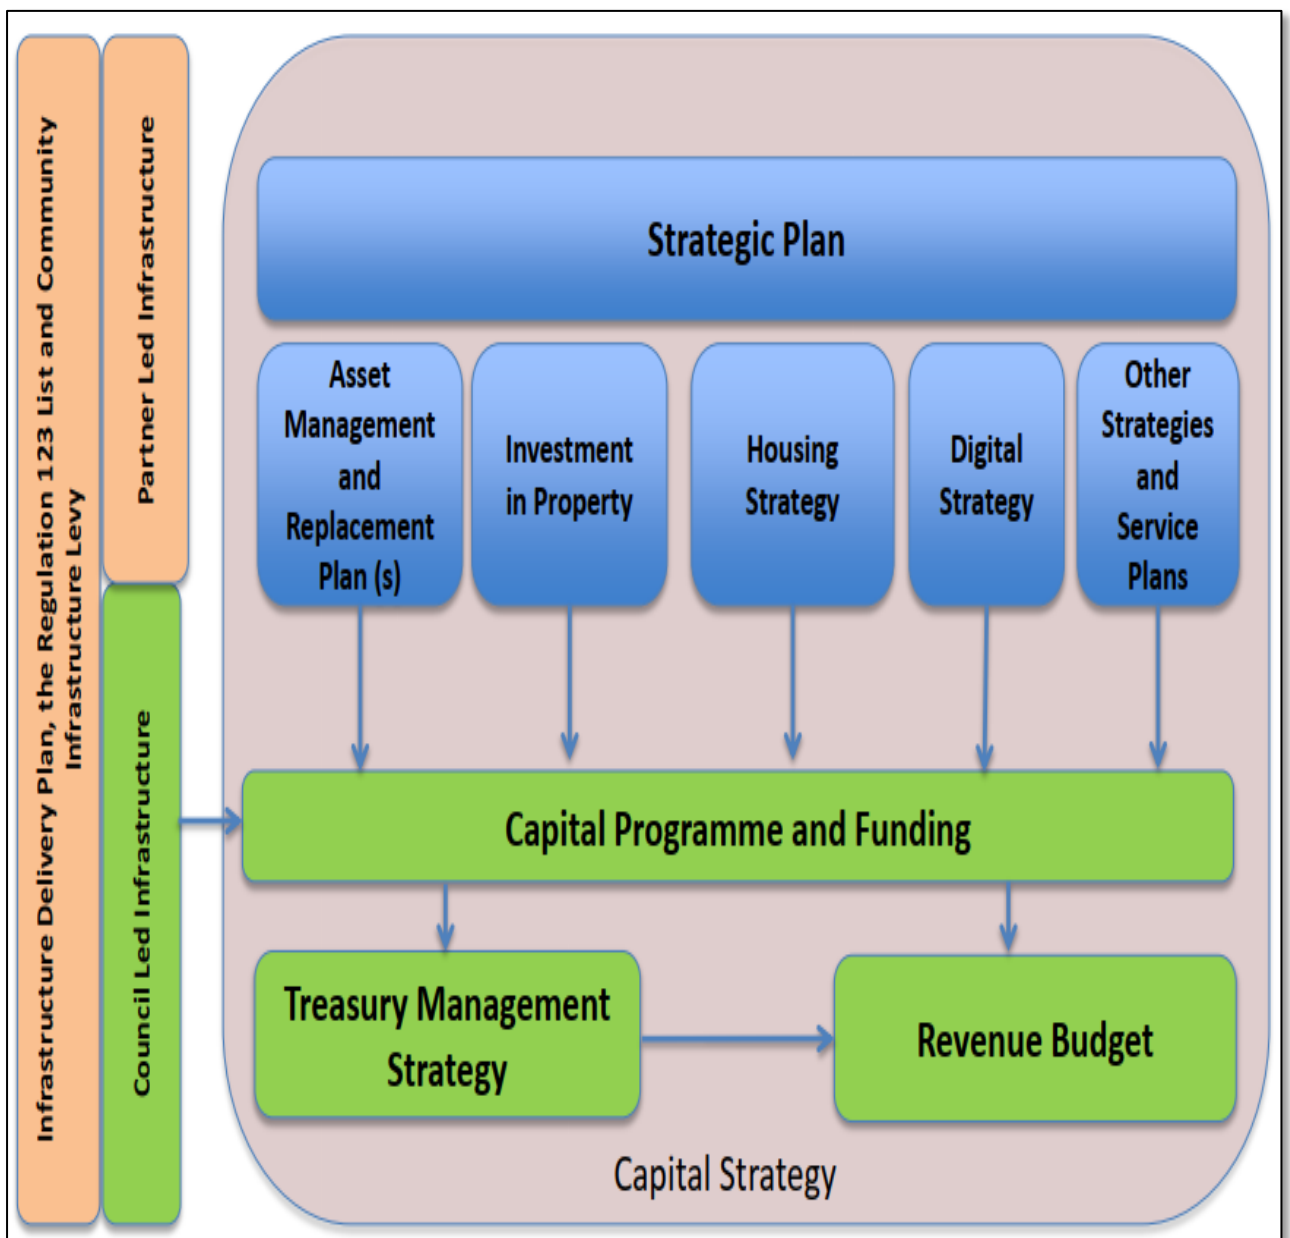 Infrastructure Delivery Plan, the Regulation 123 List and Community
Infrastructure Levy
Partner Led Infrastructure
Council Led Infrastructure
Strategic Plan
Asset
Management
and
Replacement
Plan (s)
Investment
in Property
Housing
Strategy
Digital
Strategy
Other
Strategies
and
Service
Plans
Capital Programme and Funding
Treasury Management
Strategy
Revenue Budget
Capital Strategy